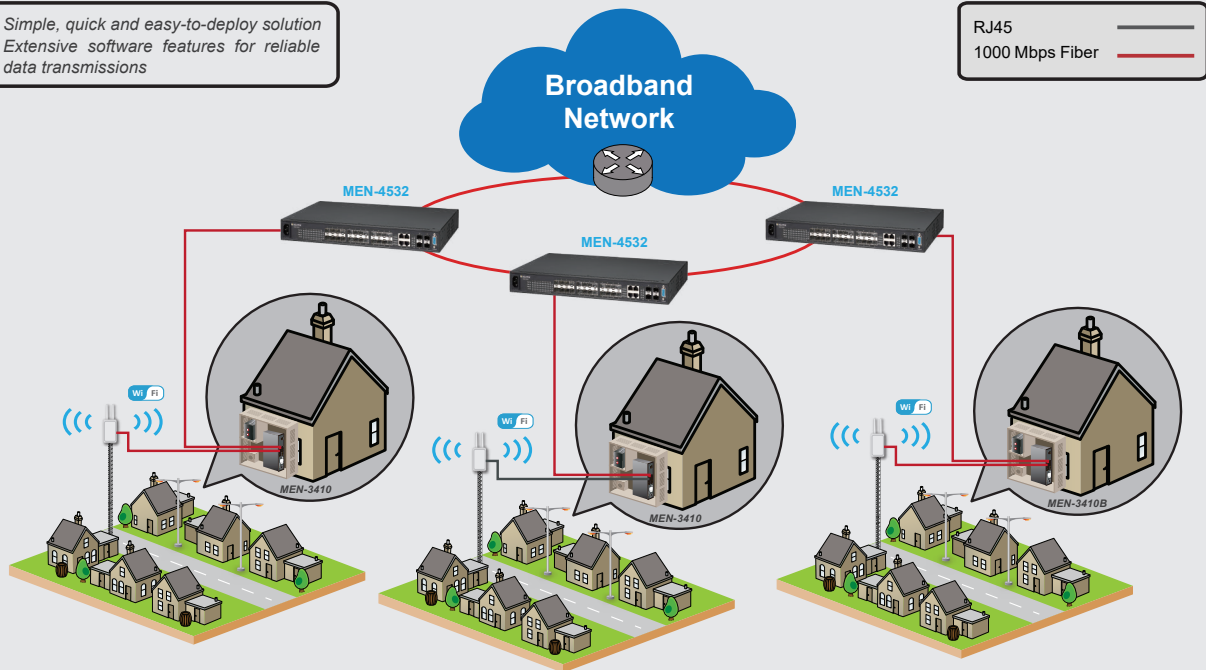 Simple, quick and easy-to-deploy solution
Extensive software features for reliable
data transmissions
RJ45
1000 Mbps Fiber
Broadband
Network
MEN-4532
MEN-4532
MEN-4532
Wi Fi
Wi Fi
Wi Fi
MEN-3410
MEN-3410
MEN-3410B